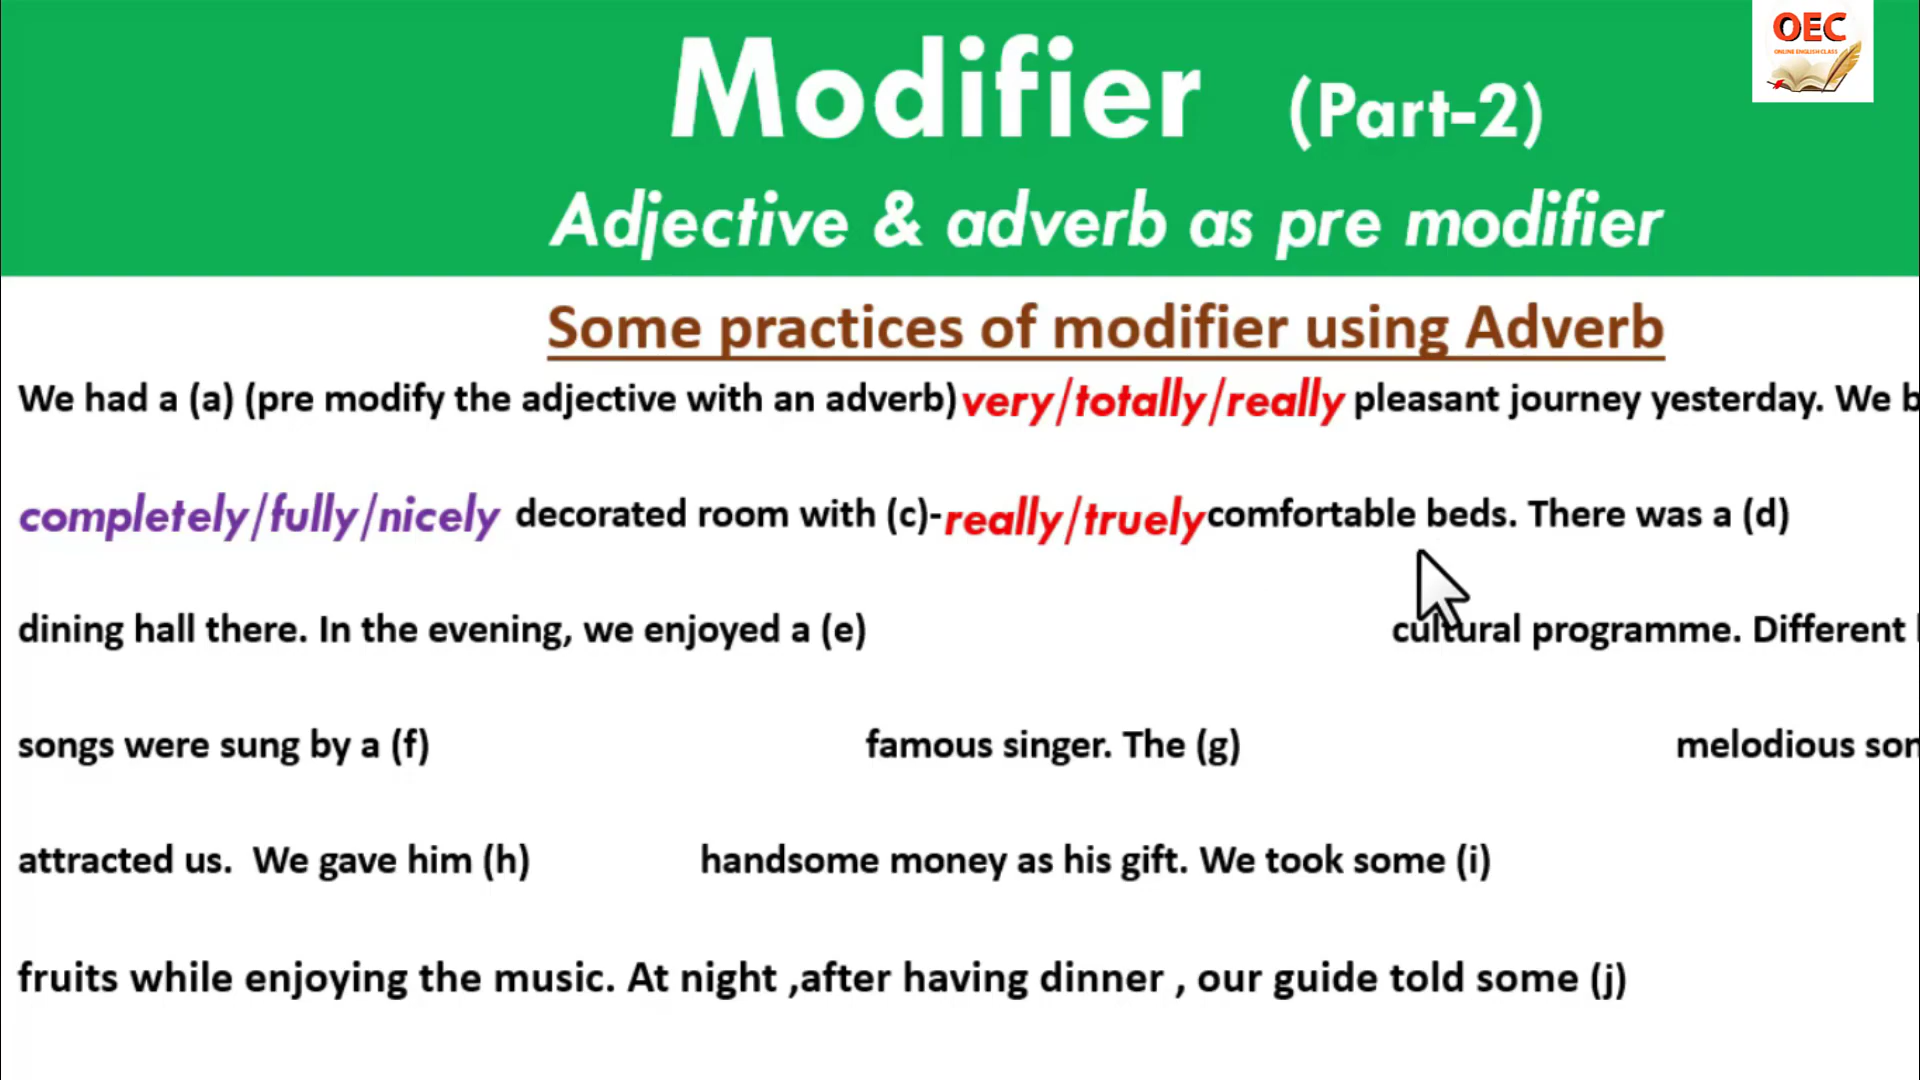 Modifier (Part-2)
OEC
ONLINE ENGLISH CLASS
Adjective & adverb as pre modifier
Some practices of modifier using Adverb
We had a (a) (pre modify the adjective with an adverb) very/totally/really pleasant journey yesterday. We b
completely/fully/nicely decorated room with (c)-really/truely comfortable beds. There was a (d)
dining hall there. In the evening, we enjoyed a (e) cultural programme. Different
songs were sung by a (f) famous singer. The (g) melodious son
attracted us. We gave him (h) handsome money as his gift. We took some (i)
fruits while enjoying the music. At night ,after having dinner , our guide told some (j)